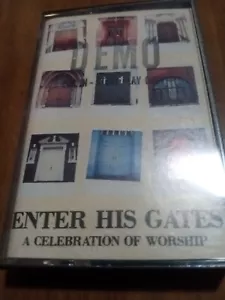 DEMO
ENTER HIS GATES
A CELEBRATION OF WORSHIP